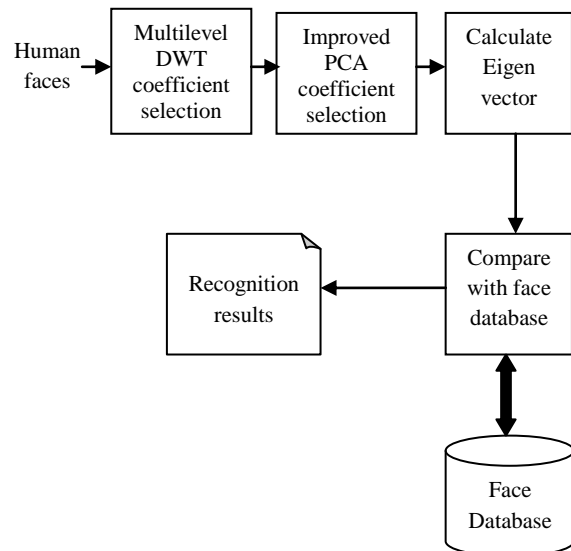 Human
faces
Multilevel
DWT
coefficient
selection
Improved
PCA
coefficient
selection
Calculate
Eigen
vector
Compare
with face
database
Recognition
results
Face
Database